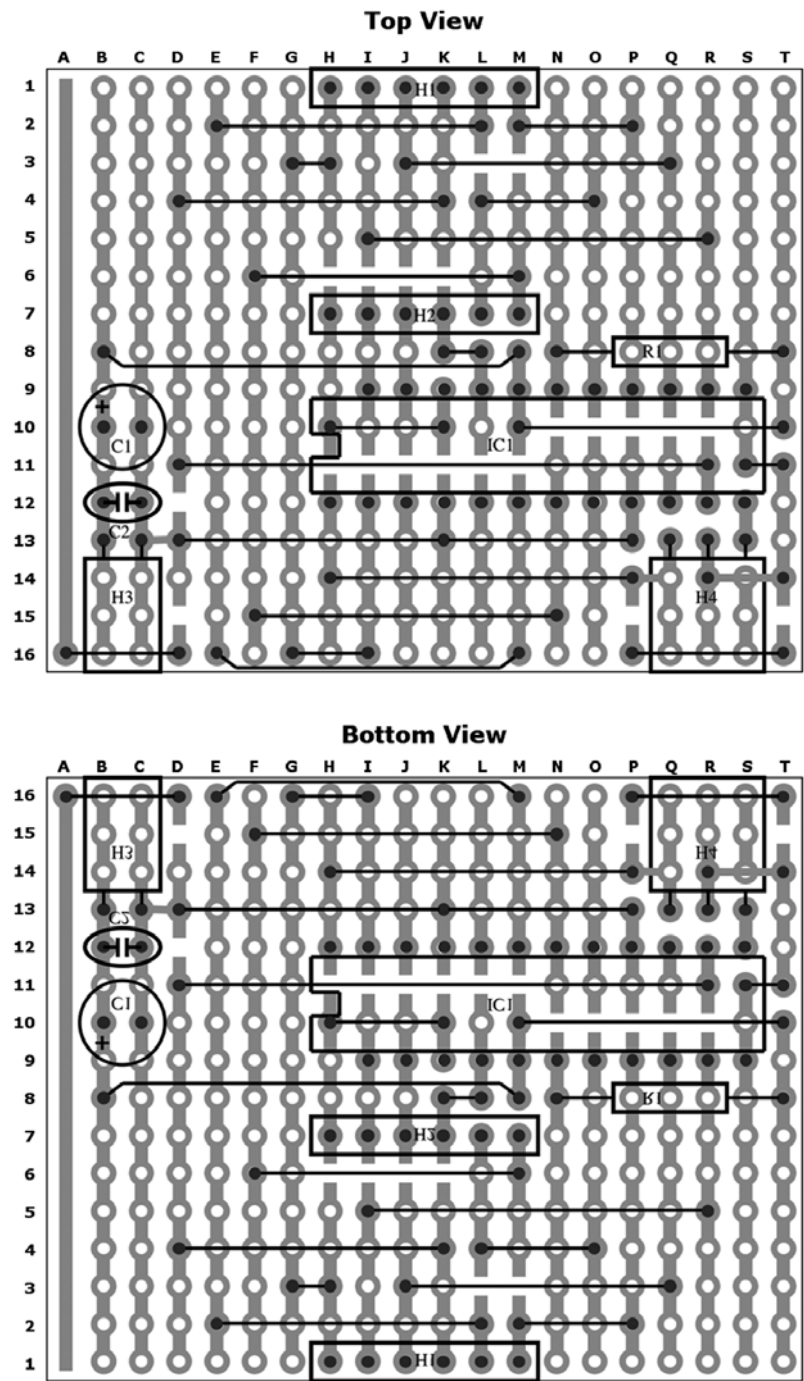 Top View
A B C D E F G H I J K L M N O P Q R S T
1 H1
2
3
4
5
6
7 H2
8 R1
9
+
10 C1 IC1
11
12
C2
13
14
H3 H4
15
16
Bottom View
A B C D E F G H I J K L M N O P Q R S T
16
15
H3 H4
14
C2
13
12
11
C1 IC1
10
+
9
8 R1
7 H2
6
5
4
3
2
1 H1